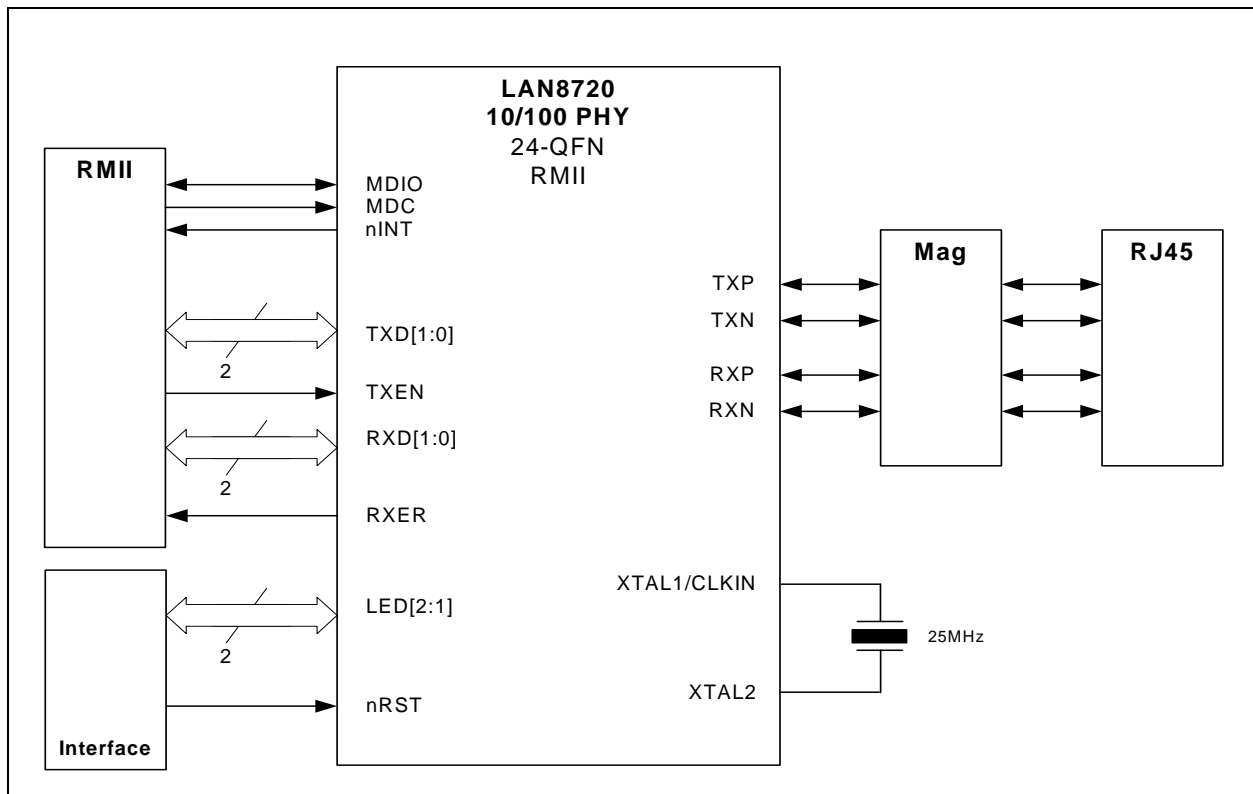 LAN8720
10/100 PHY
24-QFN
RMII
RMII
MDIO
MDC
nINT
TXD[1:0]
2
TXEN
RXD[1:0]
2
RXER
Interface
LED[2:1]
2
nRST
TXP
TXN
RXP
RXN
Mag
RJ45
XTAL1/CLKIN
25MHz
XTAL2